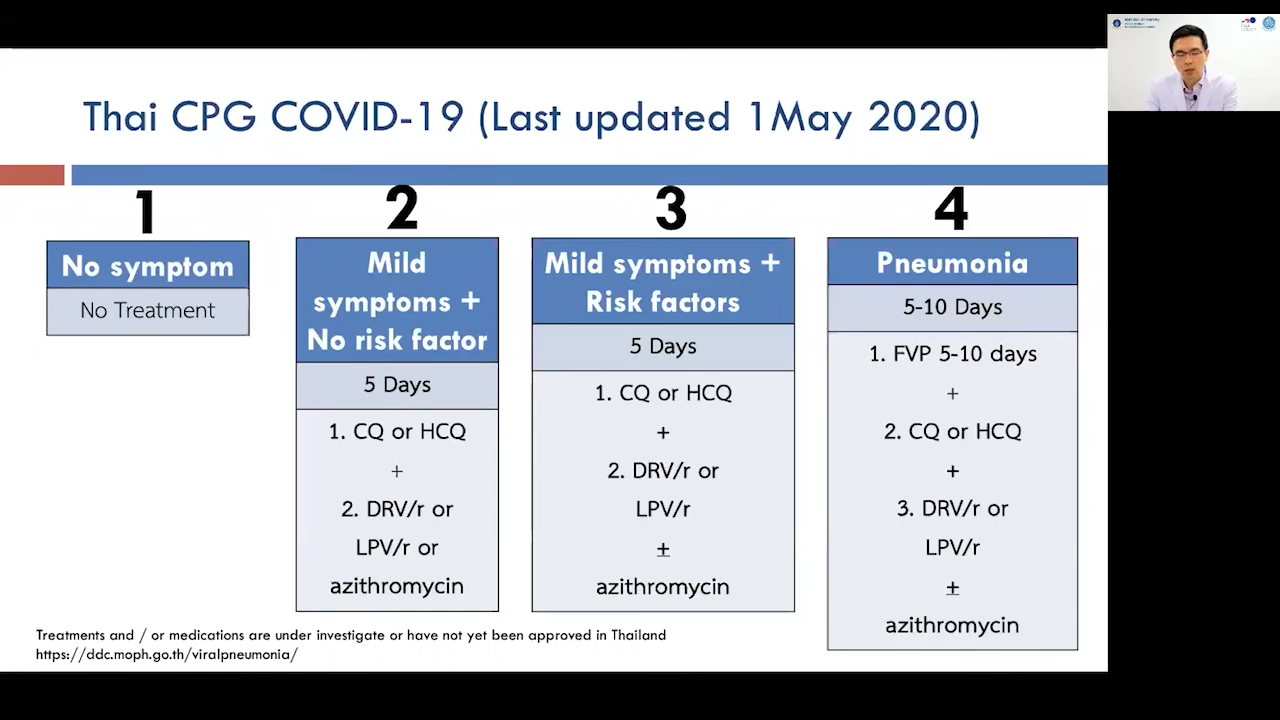 Thai CPG COVID-19 (Last updated 1May 2020)
1
No symptom
No Treatment
2
Mild
symptoms +
No risk factor
5 Days
1. CQ or HCQ
+
2. DRV/r or
LPV/r or
azithromycin
3
Mild symptoms +
Risk factors
5 Days
1. CQ or HCQ
+
2. DRV/r or
LPV/r
±
azithromycin
4
Pneumonia
5-10 Days
1. FVP 5-10 days
+
2. CQ or HCQ
+
3. DRV/r or
LPV/r
±
azithromycin
Treatments and / or medications are under investigate or have not yet been approved in Thailand
https://ddc.moph.go.th/viralpneumonia/